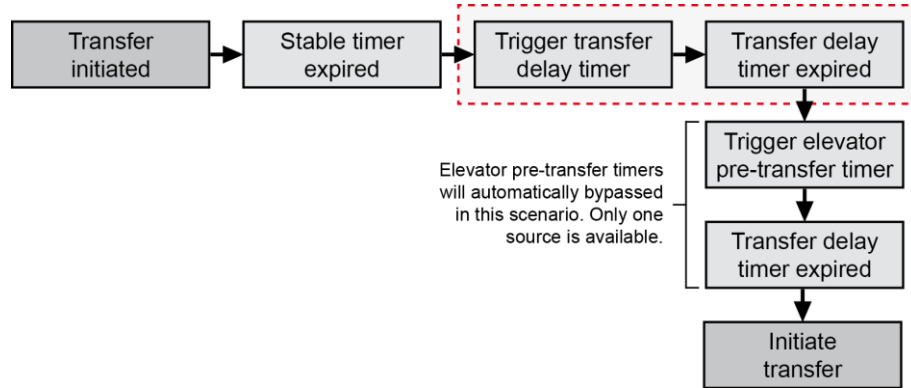 Transfer
initiated
Stable timer
expired
Trigger transfer
delay timer
Transfer delay
timer expired
Trigger elevator
pre-transfer timer
Elevator pre-transfer timers
will automatically bypassed
in this scenario. Only one
source is available.
Transfer delay
timer expired
Initiate
transfer